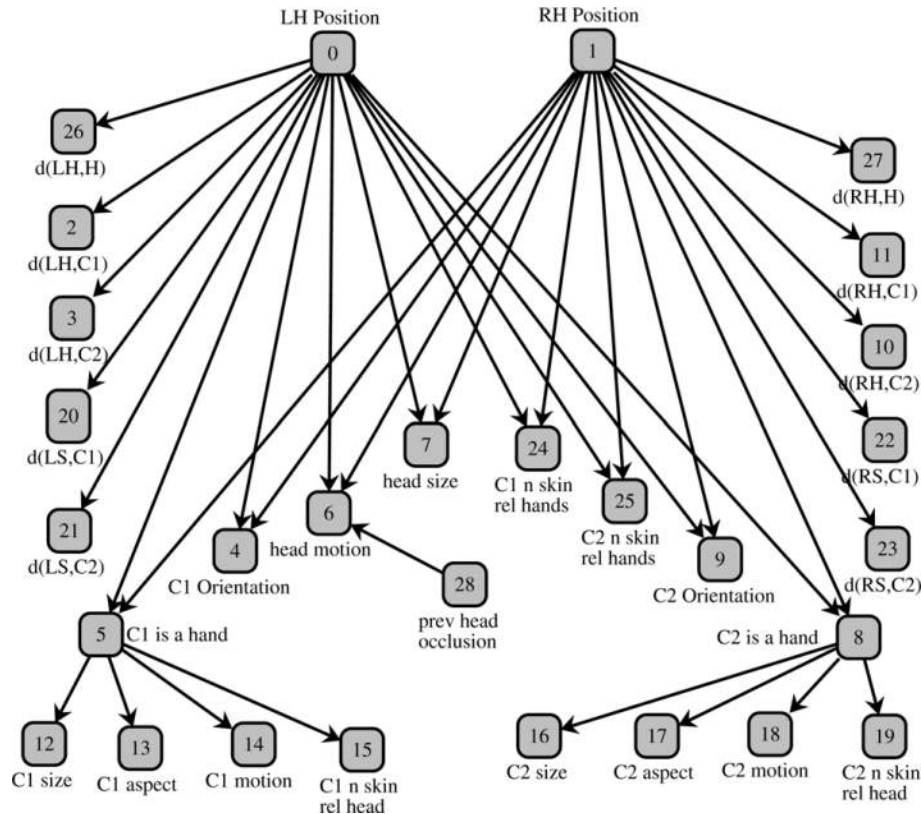 LH Position
RH Position
0
1
26
d(LH,H)
27
d(RH,H)
2
d(LH,C1)
11
d(RH,C1)
3
d(LH,C2)
10
d(RH,C2)
20
d(LS,C1)
7
head size
24
C1 n skin
rel hands
22
d(RS,C1)
21
d(LS,C2)
4
C1 Orientation
6
head motion
25
C2 n skin
rel hands
9
C2 Orientation
23
d(RS,C2)
28
prev head
occlusion
5
C1 is a hand
C2 is a hand
8
12
C1 size
13
C1 aspect
14
C1 motion
15
C1 n skin
rel head
16
C2 size
17
C2 aspect
18
C2 motion
19
C2 n skin
rel head